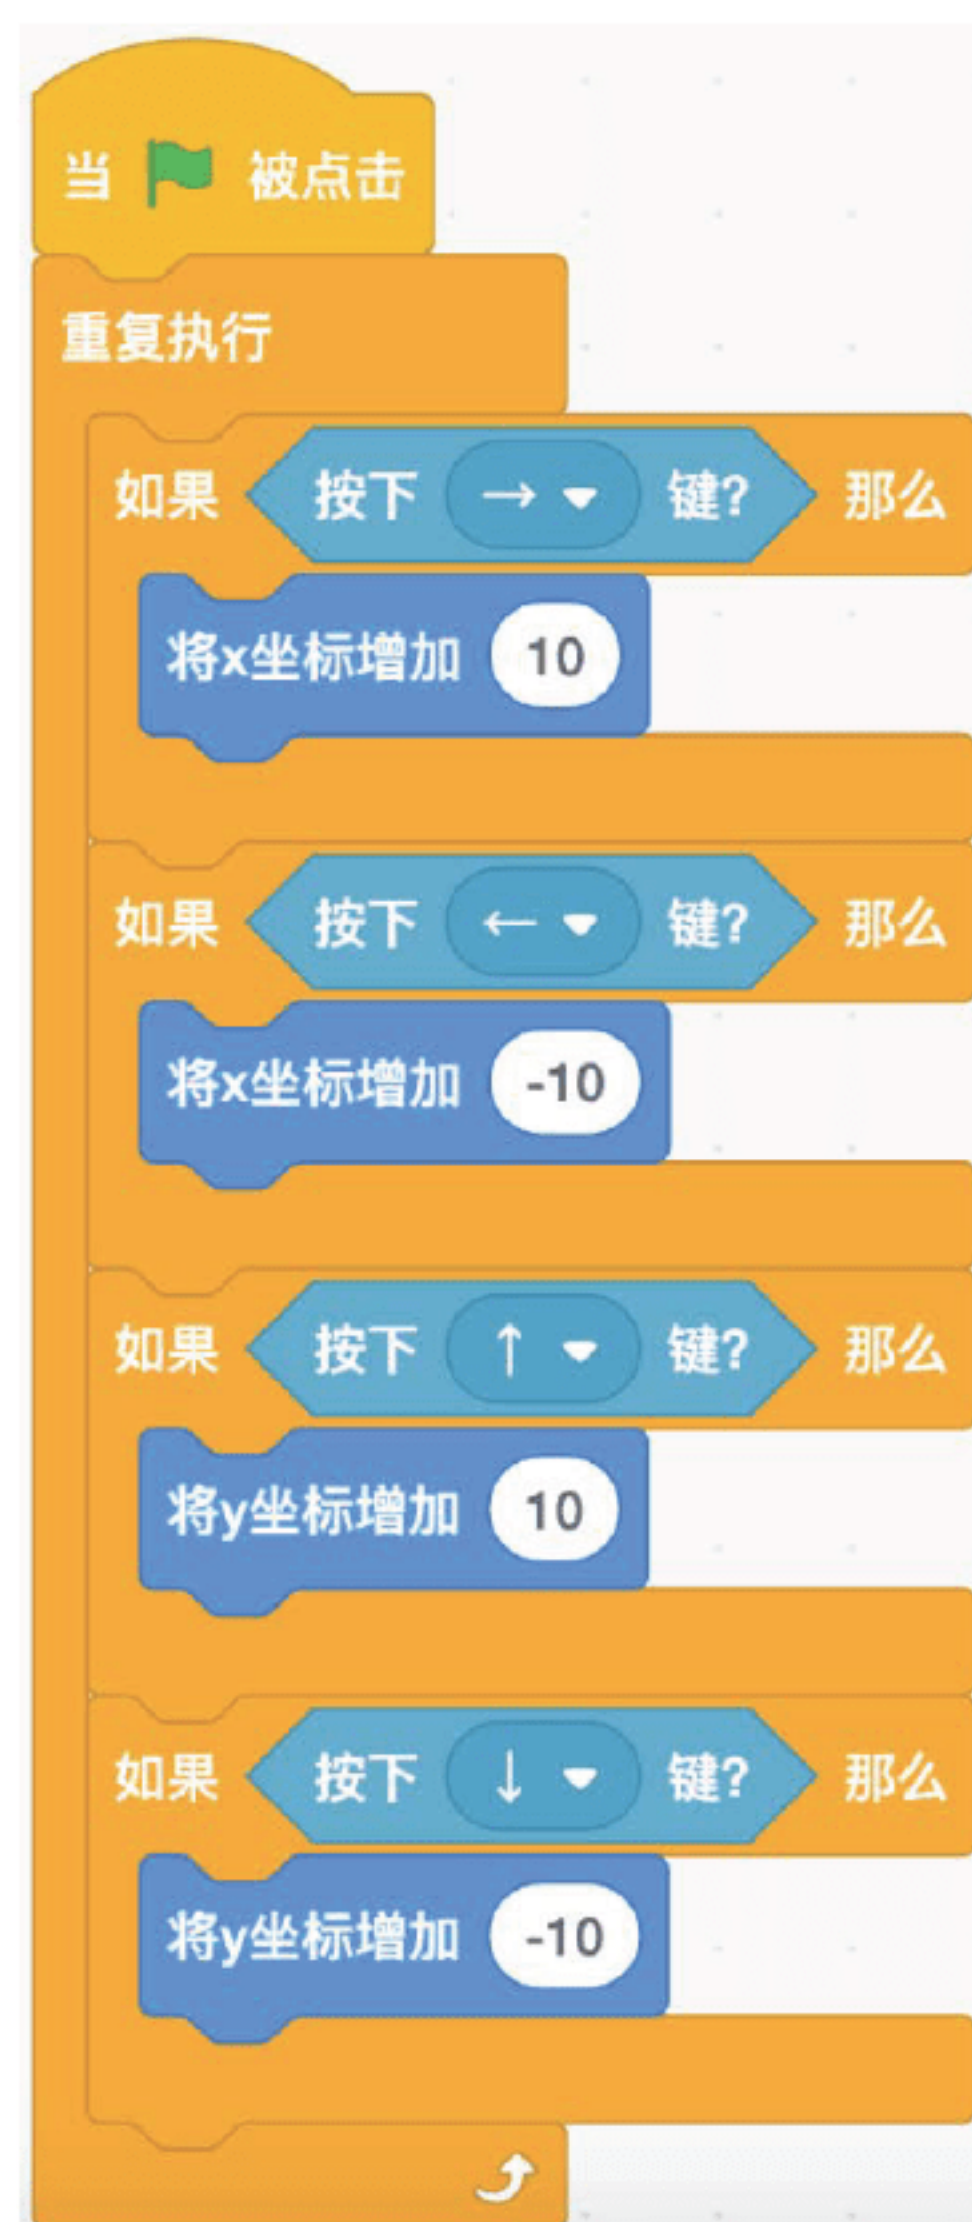 当 被点击
重复执行
如果 按下 → 键? 那么
将x坐标增加 10
如果 按下 ← 键? 那么
将x坐标增加 -10
如果 按下 ↑ 键? 那么
将y坐标增加 10
如果 按下 ↓ 键? 那么
将y坐标增加 -10